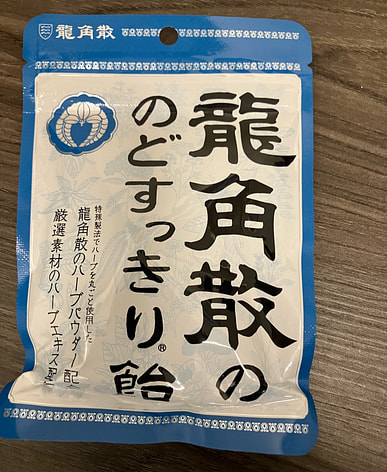 龍角散
龍角散の
のどすっきり飴®
特殊製法でハーブを丸ごと使用した
龍角散のハーブパウダー配
厳選素材のハーブエキス配